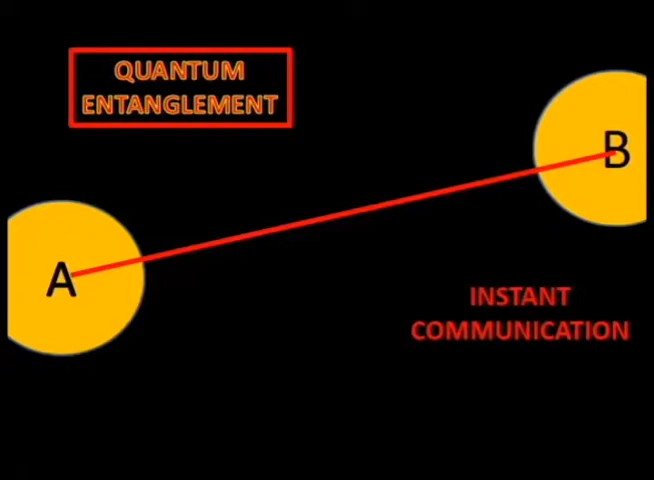 QUANTUM
ENTANGLEMENT
B
A
INSTANT
COMMUNICATION